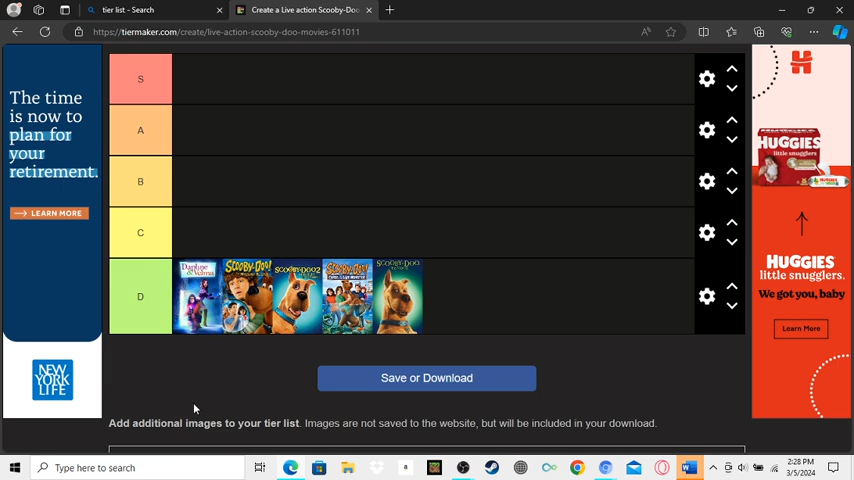 tier list - Search
Create a Live action Scooby-Doo
https://tiermaker.com/create/live-action-scooby-doo-movies-611011
The time
is now to
plan for
your
retirement.
LEARN MORE
NEW
YORK
LIFE
S
A
B
C
D
Daphne
& Velma
SCOOBY-DOO!
SCOOBY-DOO2
SCOOBY-DOO!
SCOOBY-DOO
Save or Download
Add additional images to your tier list. Images are not saved to the website, but will be included in your download.
HUGGIES
little snugglers
HUGGIES
little snugglers.
We got you, baby
Learn More
Type here to search
2:28 PM
3/5/2024